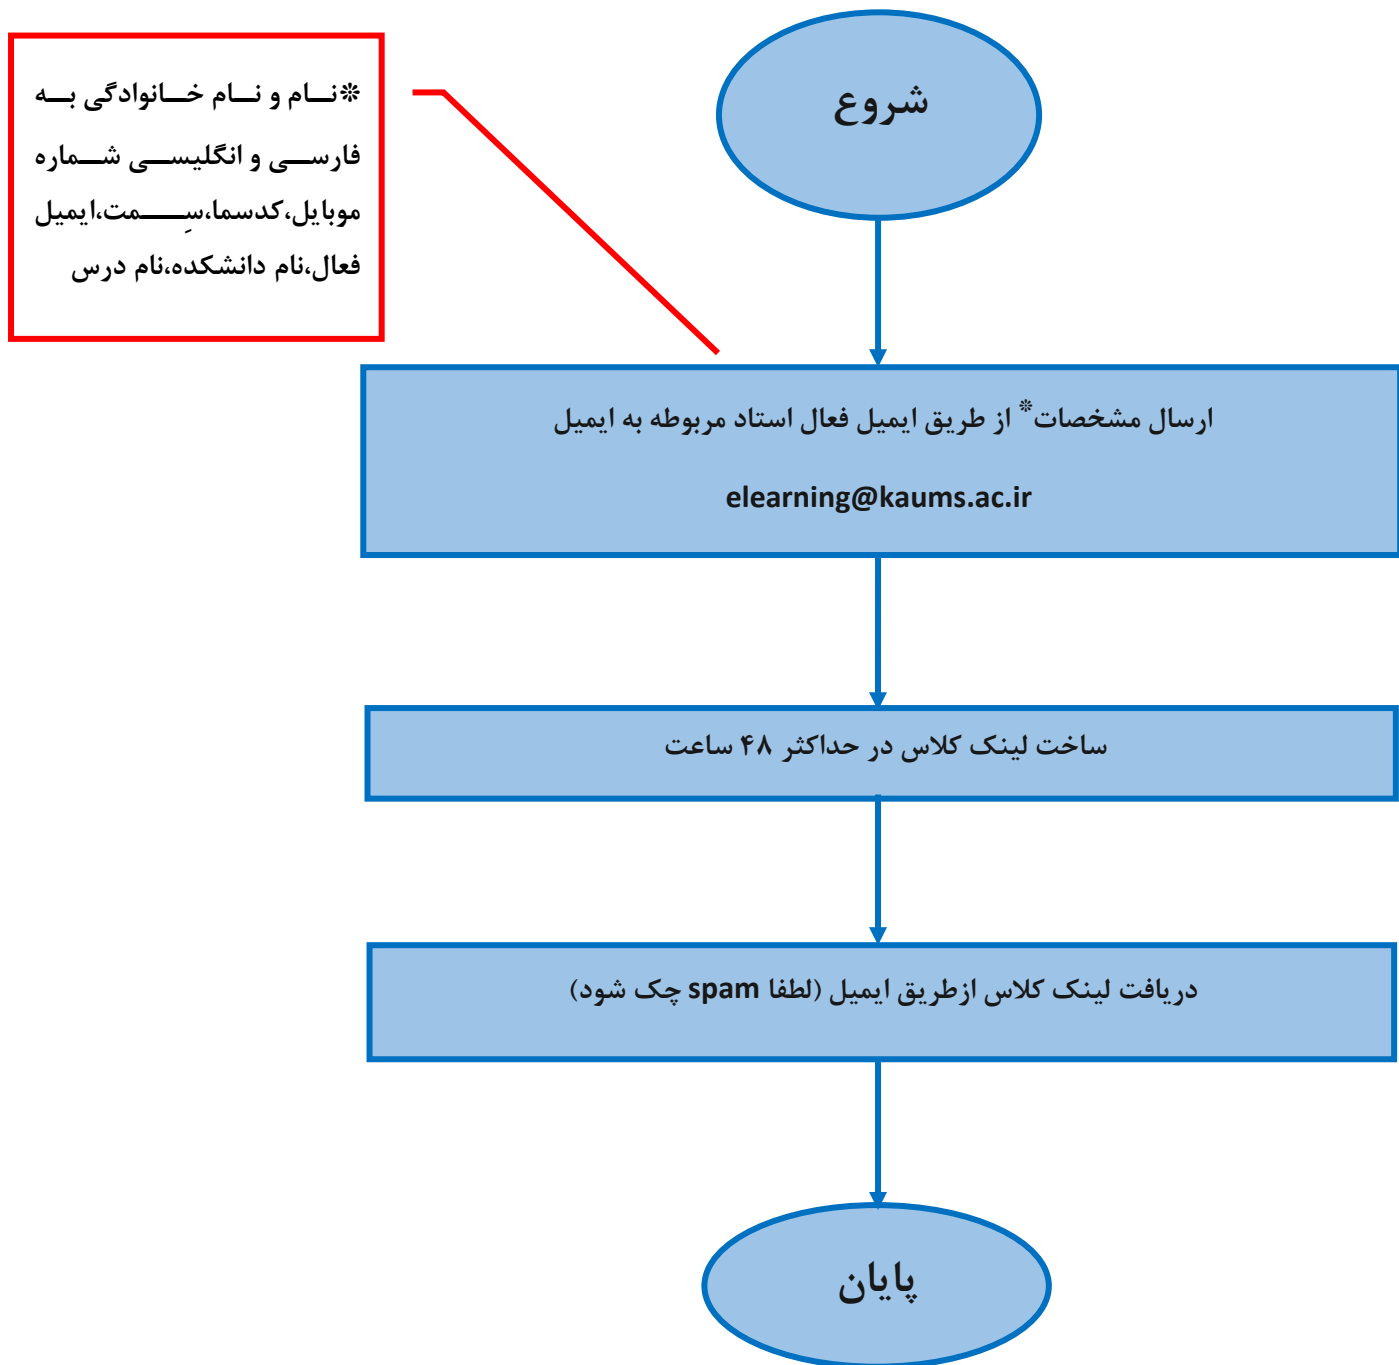 شروع
*نام و نام خانوادگی به
فارسی و انگلیسی شماره
موبایل،کدسما،سِمت،ایمیل
فعال،نام دانشکده،نام درس
ارسال مشخصات* از طریق ایمیل فعال استاد مربوطه به ایمیل
elearning@kaums.ac.ir
ساخت لینک کلاس در حداکثر ۴۸ ساعت
دریافت لینک کلاس ازطریق ایمیل (لطفا spam چک شود)
پایان